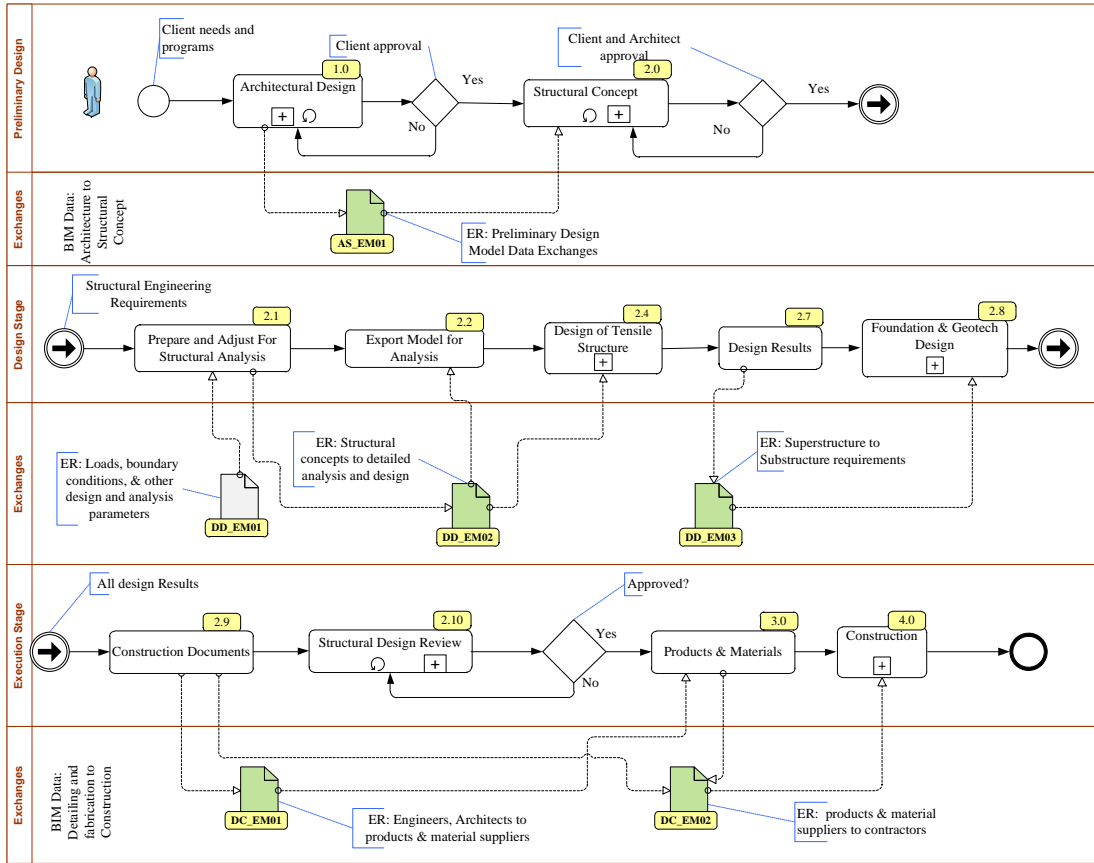 Preliminary Design
Client needs and
programs
Client approval
Client and Architect
approval
1.0
Architectural Design
Yes
No
2.0
Structural Concept
Yes
No
Exchanges
BIM Data:
Architecture to
Structural
Concept
AS_EM01
ER: Preliminary Design
Model Data Exchanges
Design Stage
Structural Engineering
Requirements
2.1
Prepare and Adjust For
Structural Analysis
2.2
Export Model for
Analysis
2.4
Design of Tensile
Structure
2.7
Design Results
2.8
Foundation & Geotech
Design
Exchanges
ER: Loads, boundary
conditions, & other
design and analysis
parameters
DD_EM01
ER: Structural
concepts to detailed
analysis and design
DD_EM02
ER: Superstructure to
Substructure requirements
DD_EM03
Execution Stage
All design Results
2.9
Construction Documents
2.10
Structural Design Review
Approved?
Yes
No
3.0
Products & Materials
4.0
Construction
Exchanges
BIM Data:
Detailing and
fabrication to
Construction
DC_EM01
ER: Engineers, Architects to
products & material suppliers
DC_EM02
ER: products & material
suppliers to contractors